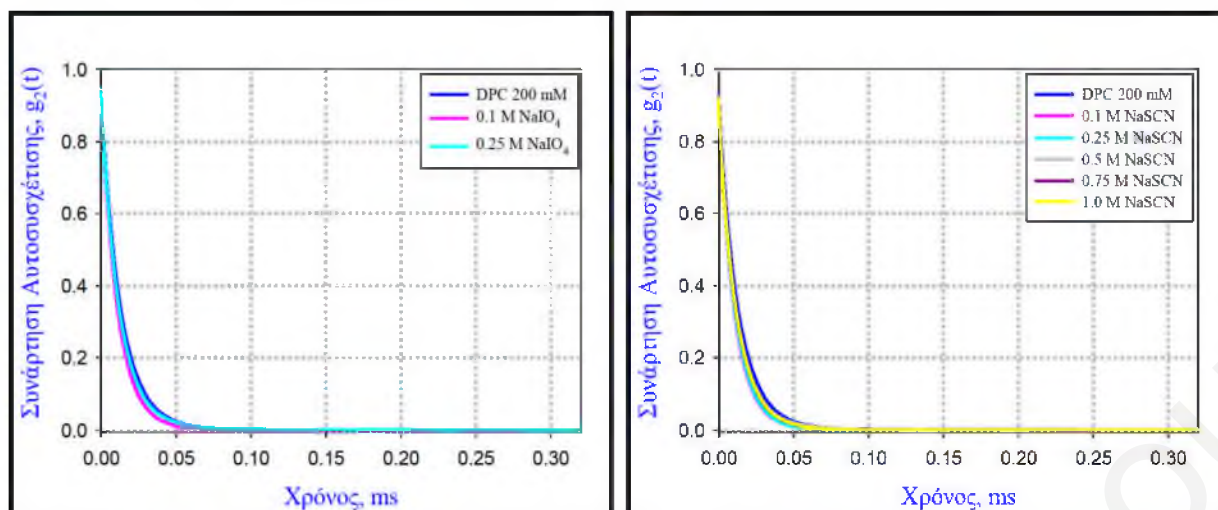 Συνάρτηση Αυτοσυσχέτισης, g₂(t)
1.0
0.8
0.6
0.4
0.2
0.0
DPC 200 mM
0.1 M NaIO₄
0.25 M NaIO₄
0.00 0.05 0.10 0.15 0.20 0.25 0.30
Χρόνος, ms
Συνάρτηση Αυτοσυσχέτισης, g₂(t)
1.0
0.8
0.6
0.4
0.2
0.0
DPC 200 mM
0.1 M NaSCN
0.25 M NaSCN
0.5 M NaSCN
0.75 M NaSCN
1.0 M NaSCN
0.00 0.05 0.10 0.15 0.20 0.25 0.30
Χρόνος, ms